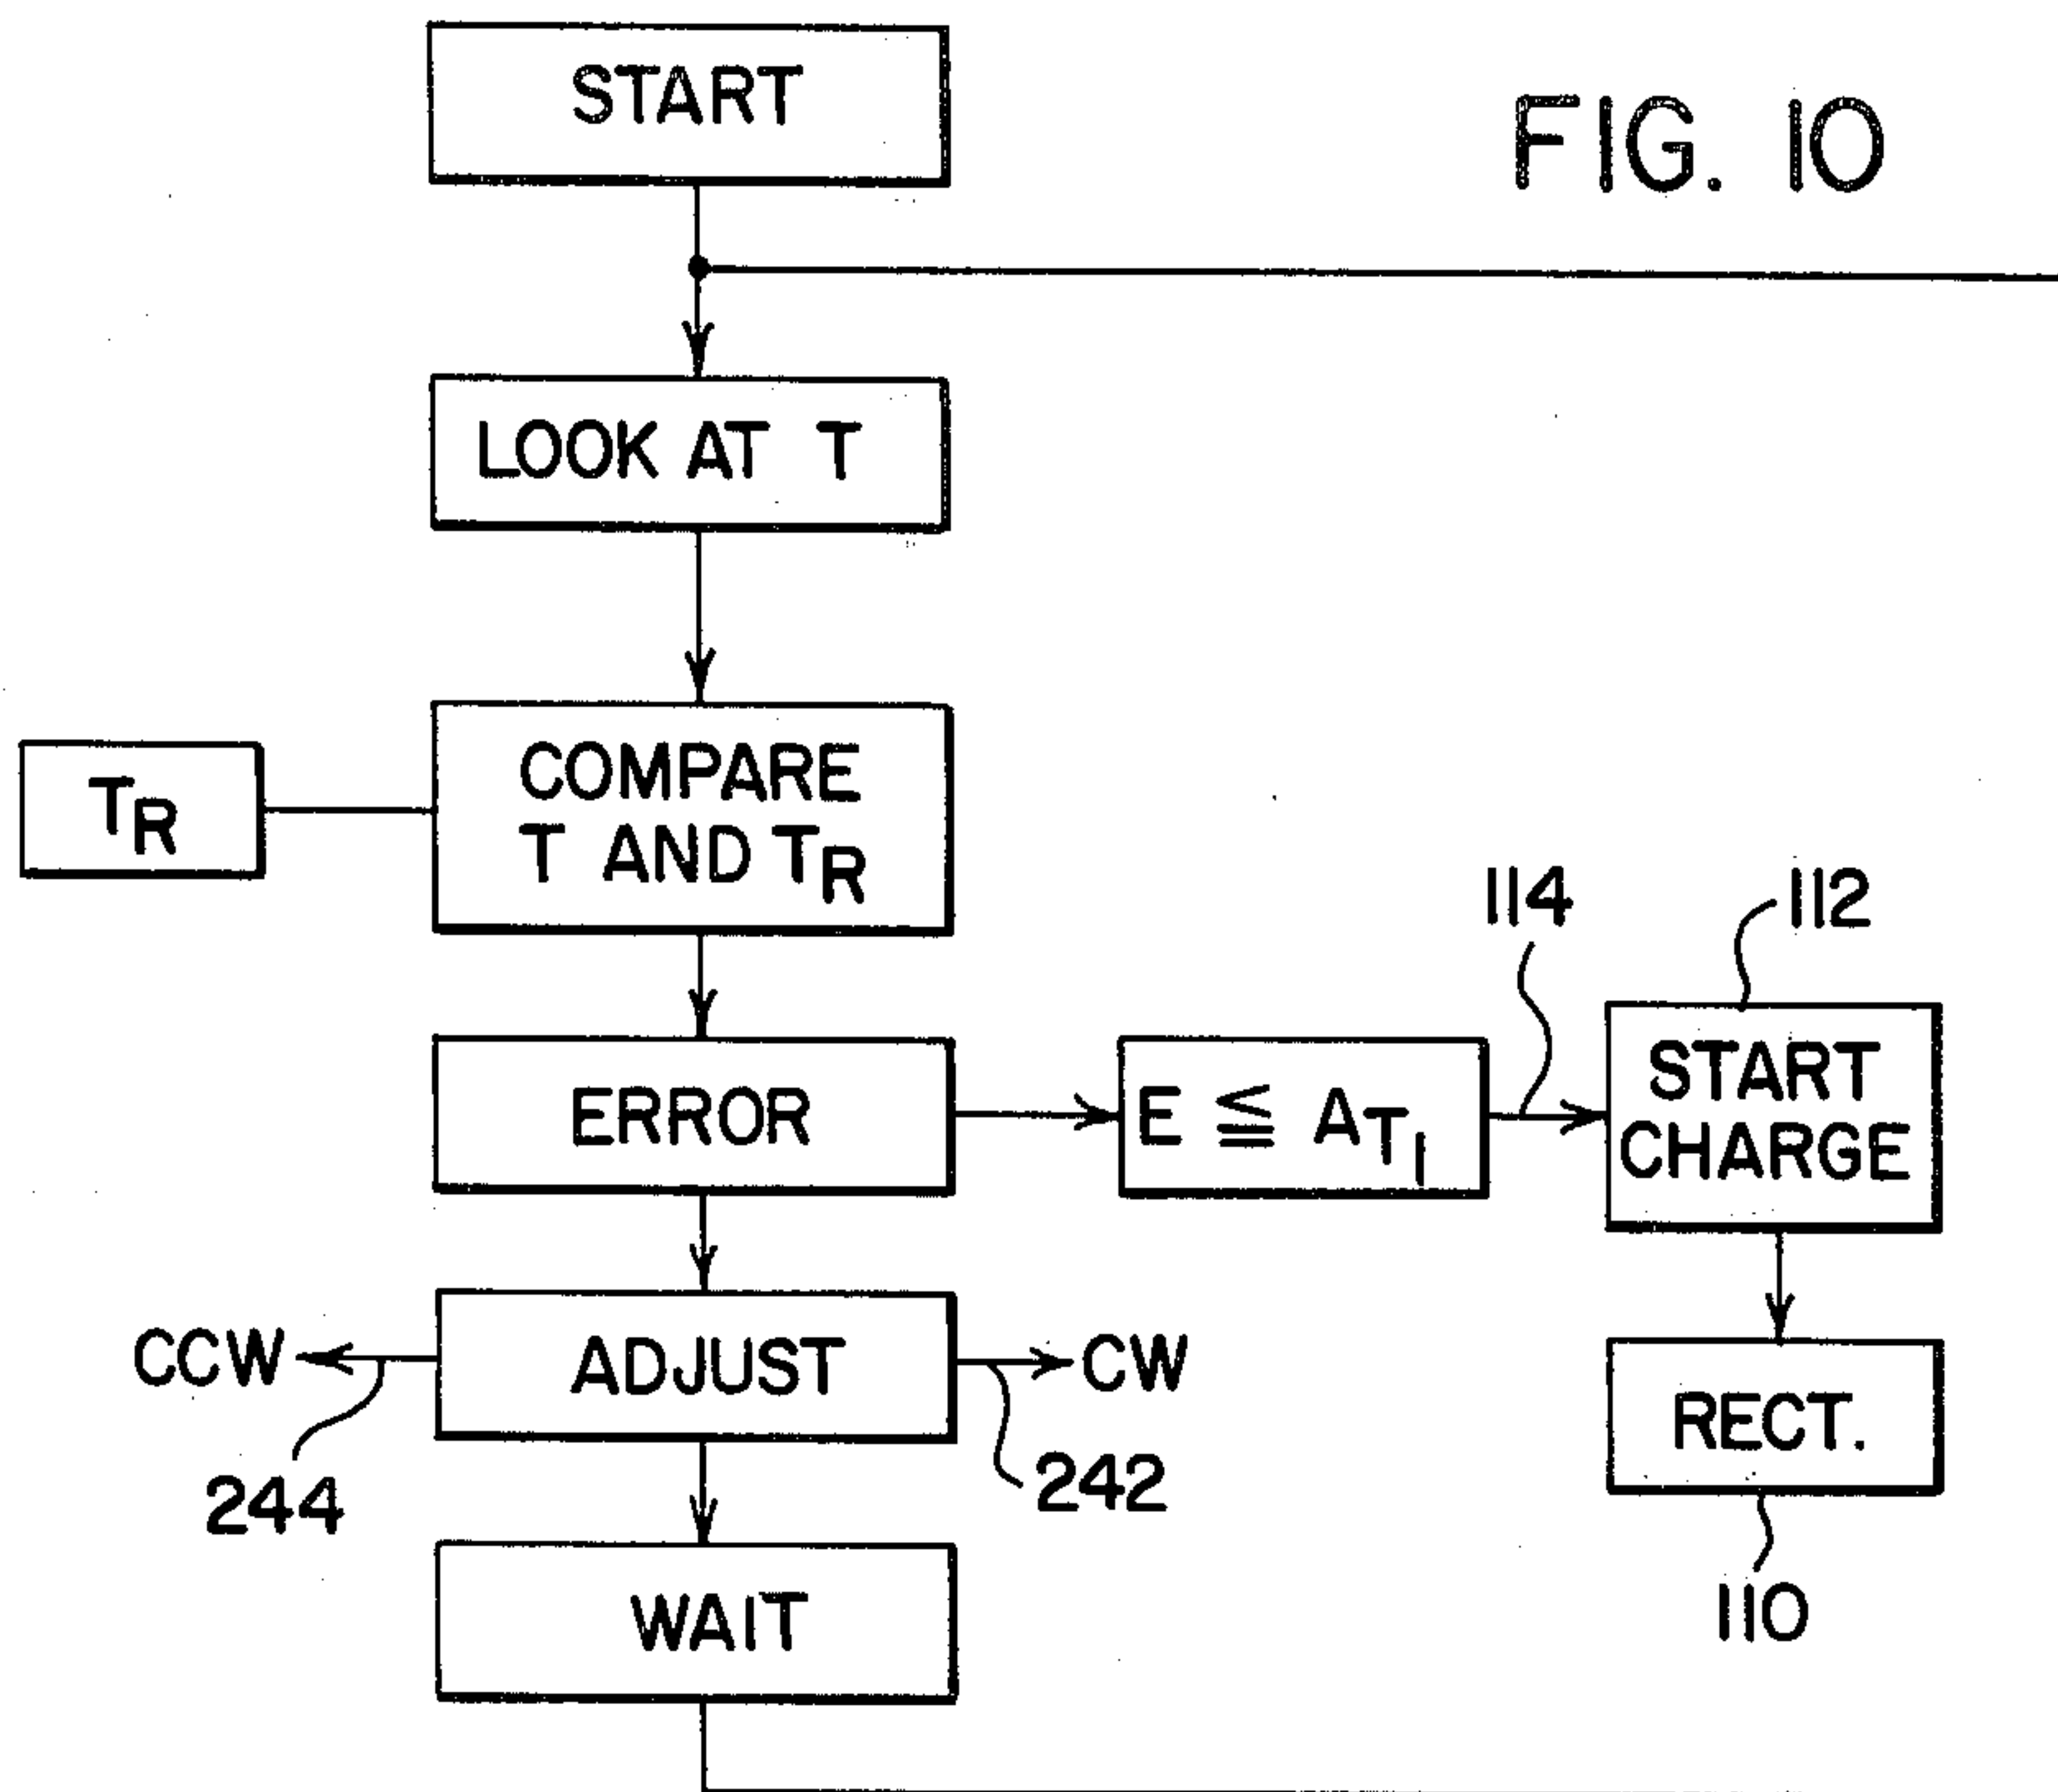 START
FIG. 10
LOOK AT T
TR
COMPARE
T AND TR
ERROR
E ≦ AT1
114
112
START
CHARGE
CCW
ADJUST
CW
244
242
RECT.
110
WAIT